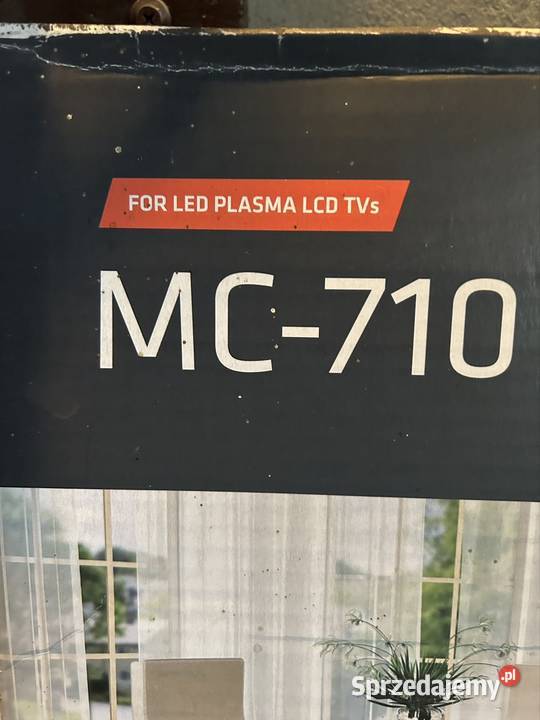 FOR LED PLASMA LCD TVs
MC-710
Sprzedajemy.pl